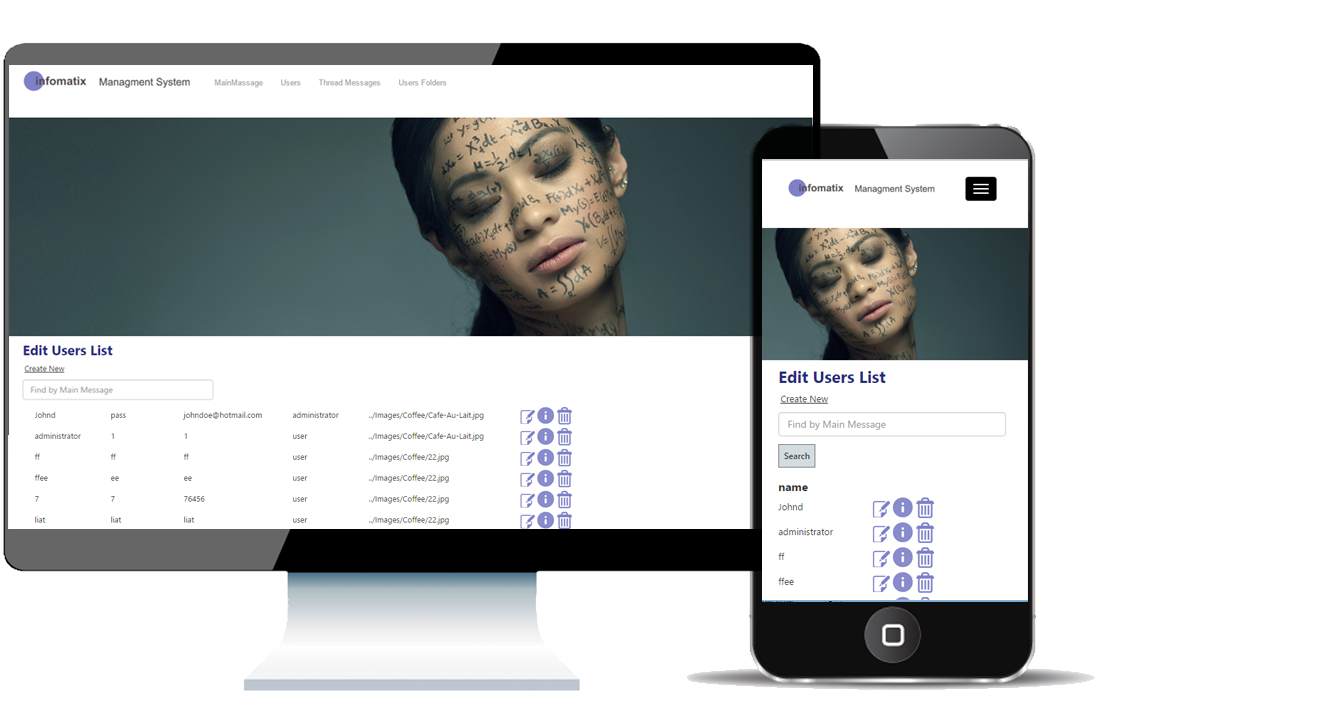 infomatix Managment System MainMassage Users Thread Messages Users Folders
Edit Users List
Create New
Find by Main Message
Johnd pass johndoe@hotmail.com administrator ../Images/Coffee/Cafe-Au-Lait.jpg
administrator 1 1 user ../Images/Coffee/Cafe-Au-Lait.jpg
ff ff ff user ../Images/Coffee/22.jpg
ffee ee ee user ../Images/Coffee/22.jpg
7 7 76456 user ../Images/Coffee/22.jpg
liat liat liat user ../Images/Coffee/22.jpg
infomatix Managment System
Edit Users List
Create New
Find by Main Message
Search
name
Johnd
administrator
ff
ffee